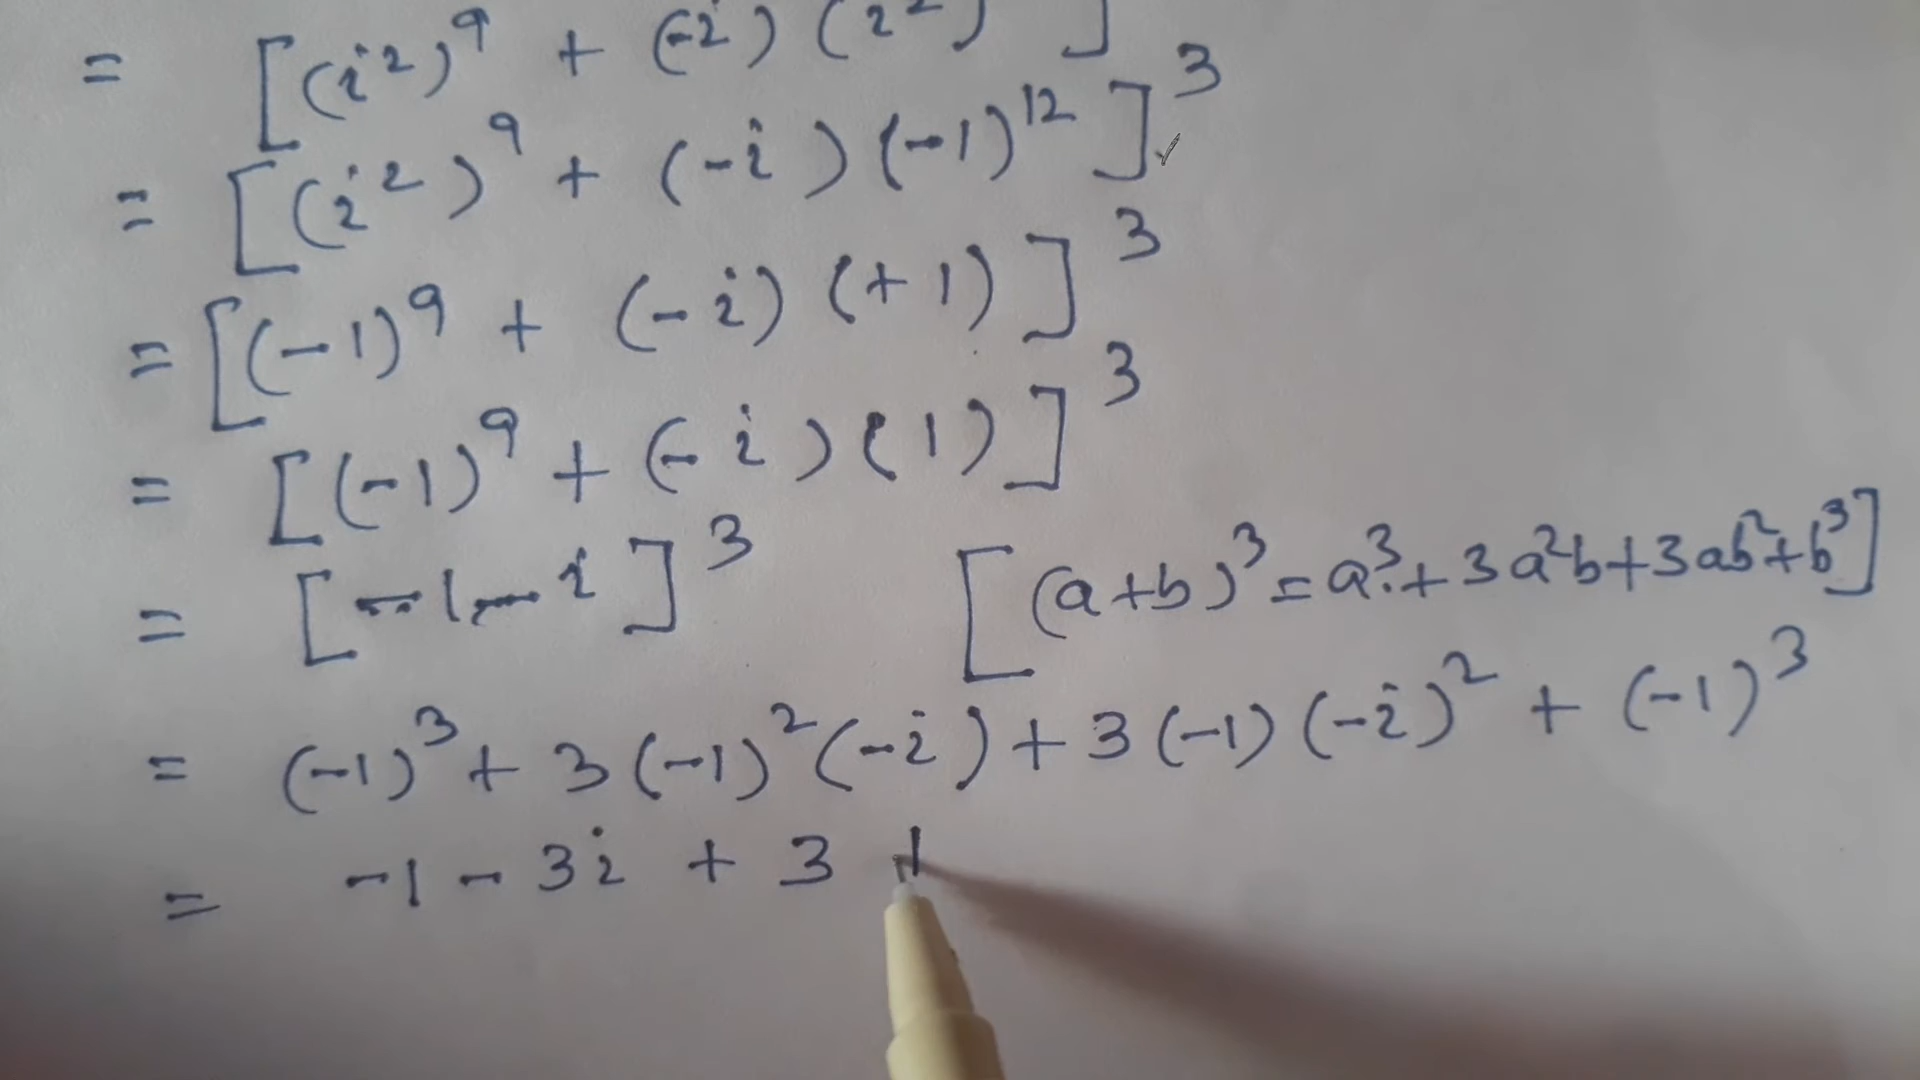 = [(i²)⁹ + (-i) (i²) ]
= [(i²)⁹ + (-i) (-1)¹² ]³
= [(-1)⁹ + (-i) (+1) ]³
= [(-1)⁹ + (-i) (1) ]³
= [-1-i]³ [(a+b)³ = a³ + 3a²b + 3ab² + b³]
= (-1)³ + 3(-1)²(-i) + 3(-1)(-i)² + (-1)³
= -1 - 3i + 3